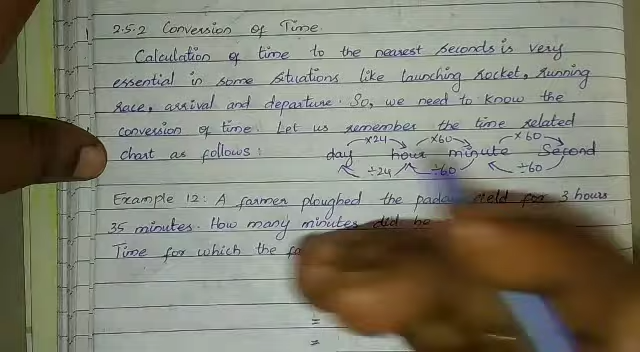 2.5.2 Conversion of Time
Calculation of time to the nearest seconds is very
essential in some situations like launching rocket, running
race, arrival and departure. So, we need to know the
conversion of time. Let us remember the time related
×24 ×60 ×60
chart as follows: day hour minute Second
÷24 ÷60 ÷60
Example 12: A farmer ploughed the paddy field for 3 hours
35 minutes. How many minutes did he
Time for which the
=
=